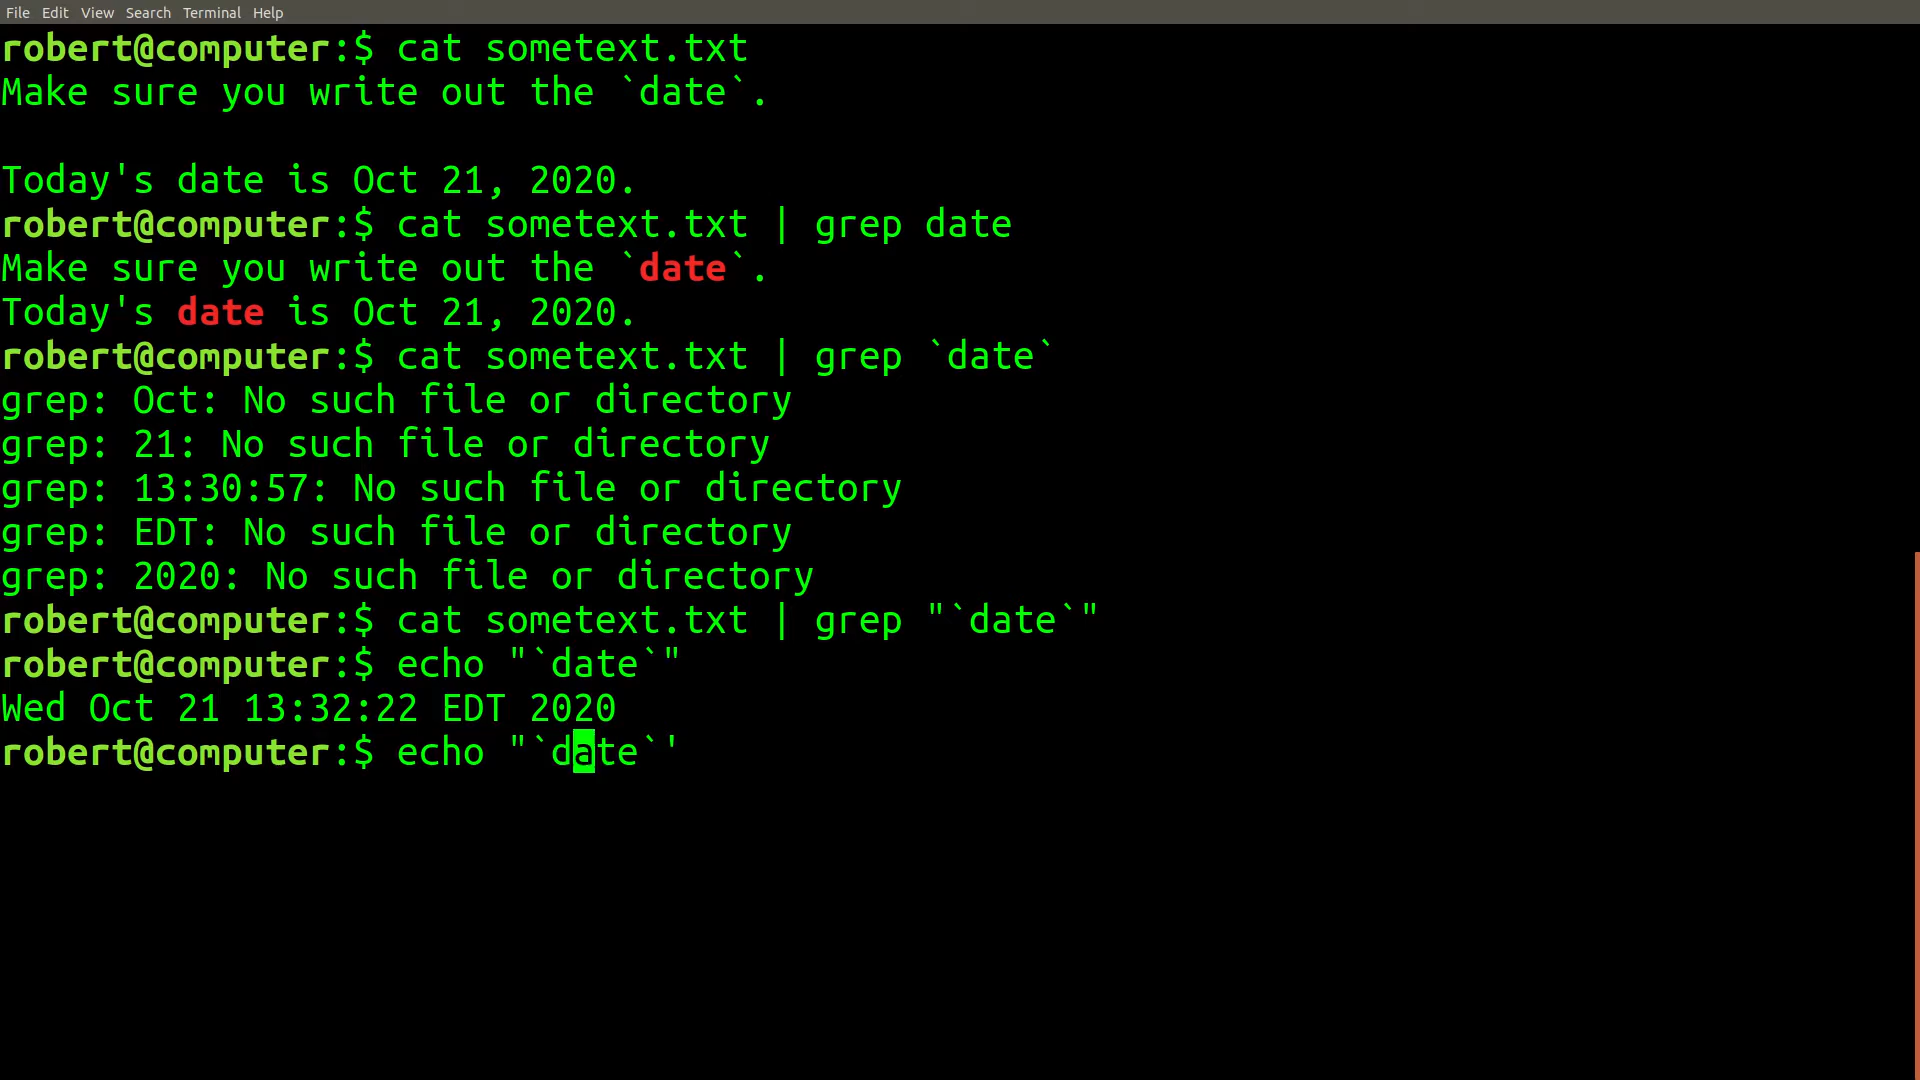 File Edit View Search Terminal Help
robert@computer:$ cat sometext.txt
Make sure you write out the `date`.
Today's date is Oct 21, 2020.
robert@computer:$ cat sometext.txt | grep date
Make sure you write out the `date`.
Today's date is Oct 21, 2020.
robert@computer:$ cat sometext.txt | grep `date`
grep: Oct: No such file or directory
grep: 21: No such file or directory
grep: 13:30:57: No such file or directory
grep: EDT: No such file or directory
grep: 2020: No such file or directory
robert@computer:$ cat sometext.txt | grep "`date`"
robert@computer:$ echo "`date`"
Wed Oct 21 13:32:22 EDT 2020
robert@computer:$ echo "`date`'